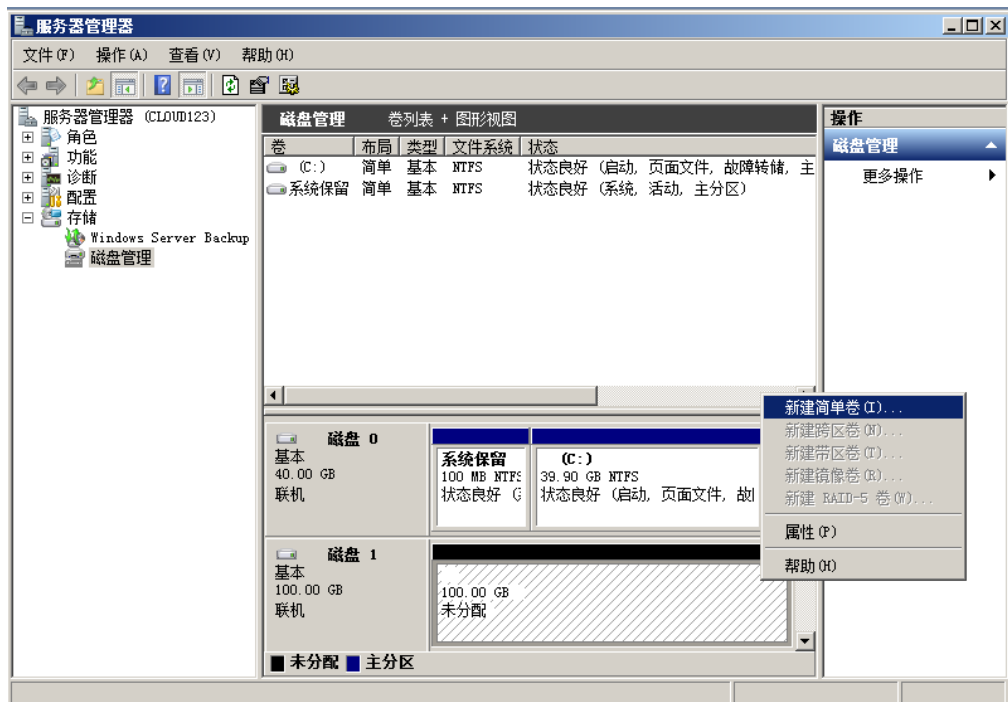 服务器管理器
文件(F) 操作(A) 查看(V) 帮助(H)
服务器管理器 (CLOUD123)
角色
功能
诊断
配置
存储
Windows Server Backup
磁盘管理
磁盘管理 卷列表 + 图形视图
卷 布局 类型 文件系统 状态
(C:) 简单 基本 NTFS 状态良好 (启动, 页面文件, 故障转储, 主
系统保留 简单 基本 NTFS 状态良好 (系统, 活动, 主分区)
磁盘 0
基本
40.00 GB
联机
系统保留
100 MB NTFS
状态良好 (
(C:)
39.90 GB NTFS
状态良好 (启动, 页面文件, 故
磁盘 1
基本
100.00 GB
联机
100.00 GB
未分配
未分配 主分区
操作
磁盘管理
更多操作
新建简单卷(I)...
新建跨区卷(N)...
新建带区卷(T)...
新建镜像卷(R)...
新建 RAID-5 卷(W)...
属性(P)
帮助(H)